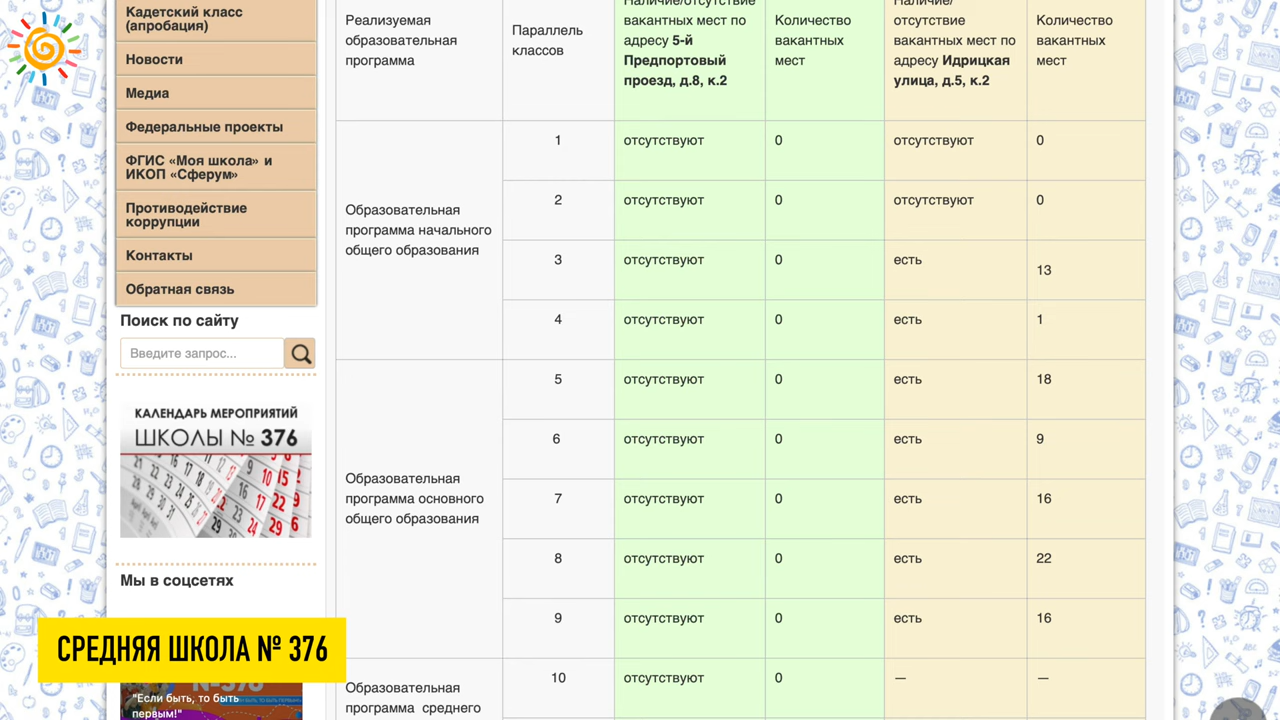 Кадетский класс
(апробация)
Новости
Медиа
Федеральные проекты
ФГИС «Моя школа» и
ИКОП «Сферум»
Противодействие
коррупции
Контакты
Обратная связь
Поиск по сайту
Введите запрос...
КАЛЕНДАРЬ МЕРОПРИЯТИЙ
ШКОЛЫ № 376
Мы в соцсетях
СРЕДНЯЯ ШКОЛА № 376
"Если быть, то быть
первым!"
Реализуемая
образовательная
программа
Параллель
классов
Наличие/отсутствие
вакантных мест по
адресу 5-й
Предпортовый
проезд, д.8, к.2
Количество
вакантных
мест
Наличие/
отсутствие
вакантных мест по
адресу Идрицкая
улица, д.5, к.2
Количество
вакантных
мест
Образовательная
программа начального
общего образования
1 отсутствуют 0 отсутствуют 0
2 отсутствуют 0 отсутствуют 0
3 отсутствуют 0 есть 13
4 отсутствуют 0 есть 1
Образовательная
программа основного
общего образования
5 отсутствуют 0 есть 18
6 отсутствуют 0 есть 9
7 отсутствуют 0 есть 16
8 отсутствуют 0 есть 22
9 отсутствуют 0 есть 16
Образовательная
программа среднего
10 отсутствуют 0 — —